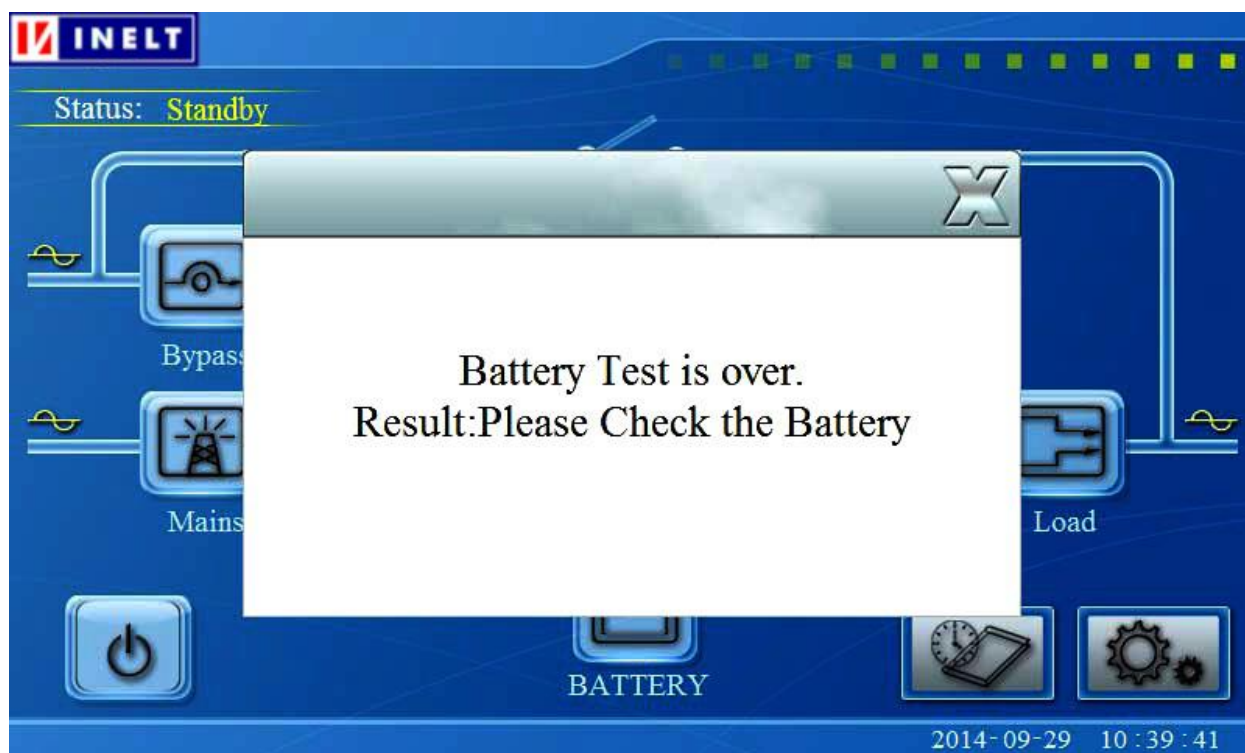 INELT
Status: Standby
Battery Test is over.
Result:Please Check the Battery
Bypass
Mains
Load
BATTERY
2014-09-29 10:39:41